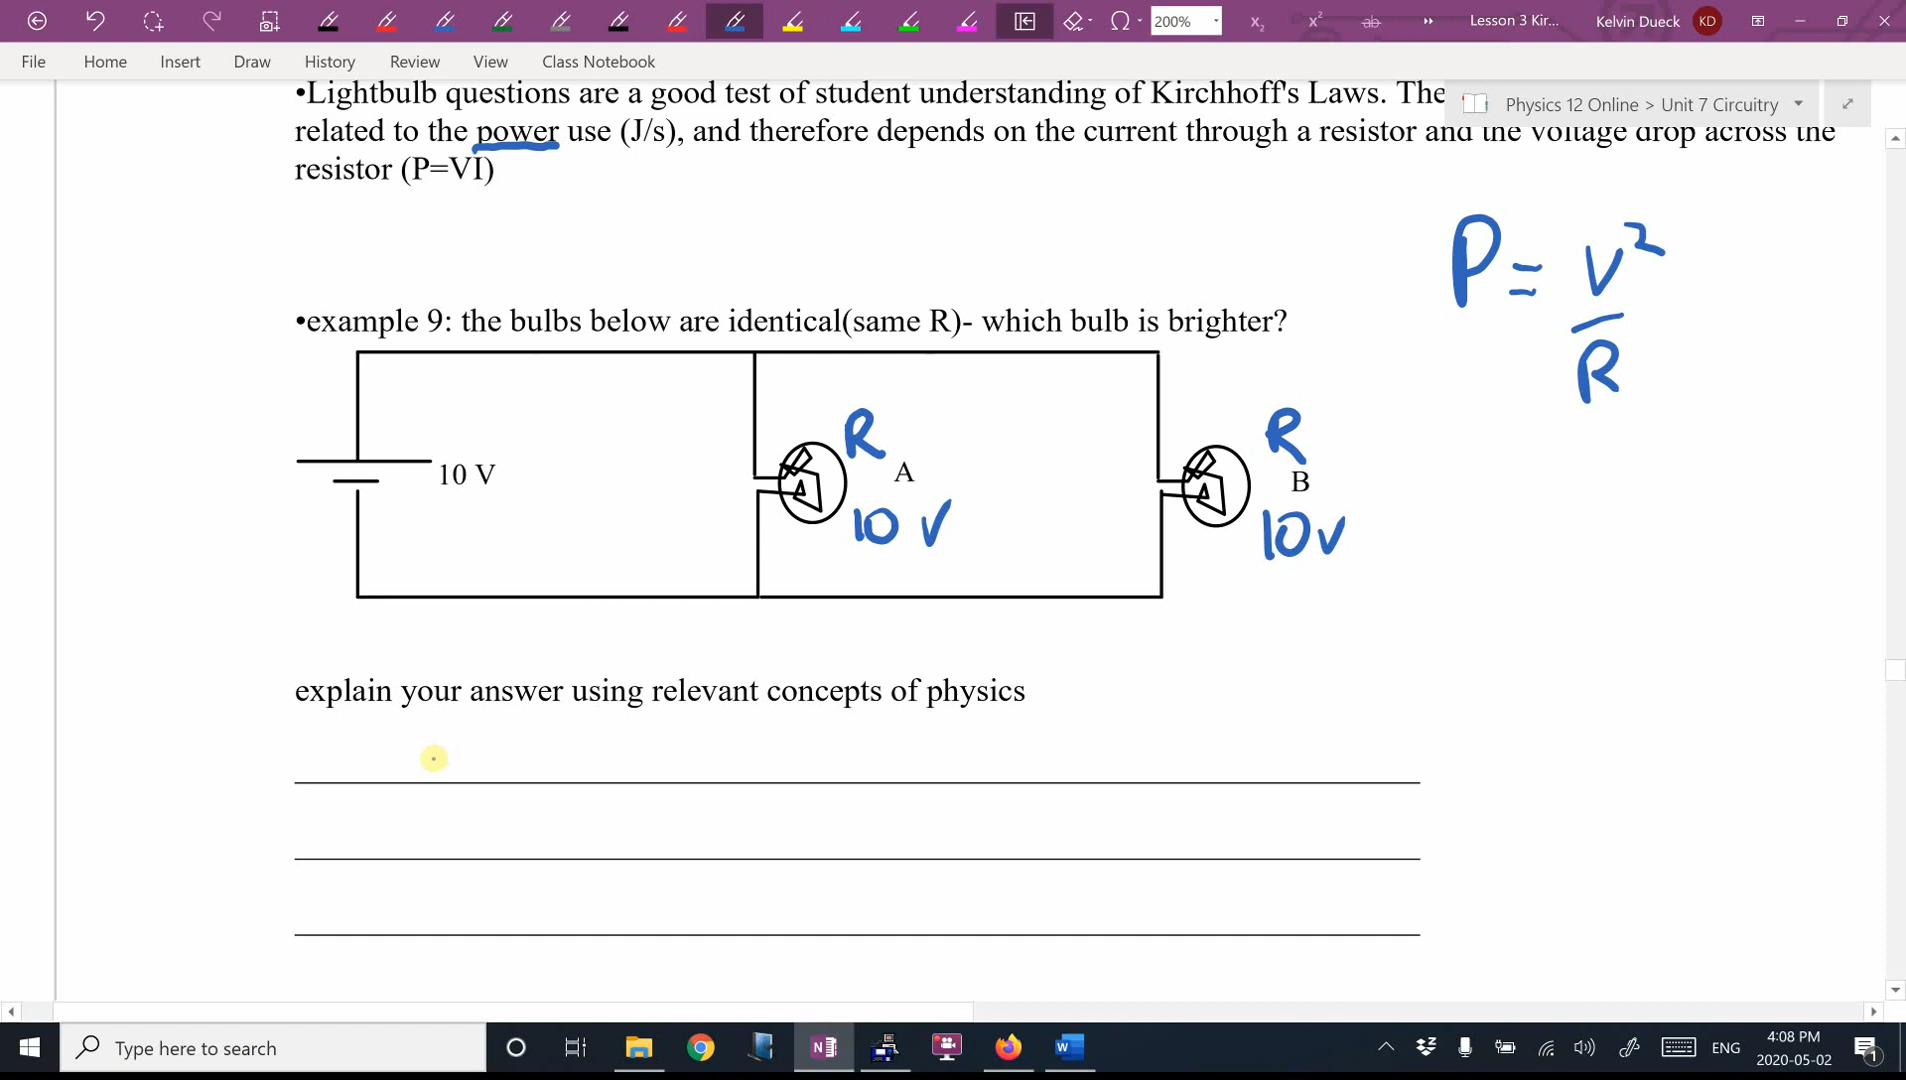 200%
x₂
x²
ab
Lesson 3 Kir...
Kelvin Dueck
KD
File
Home
Insert
Draw
History
Review
View
Class Notebook
•Lightbulb questions are a good test of student understanding of Kirchhoff's Laws. The
Physics 12 Online > Unit 7 Circuitry
related to the power use (J/s), and therefore depends on the current through a resistor and the voltage drop across the
resistor (P=VI)
P = V²
R
•example 9: the bulbs below are identical(same R)- which bulb is brighter?
R
R
10 V
A
B
10 V
10V
explain your answer using relevant concepts of physics
Type here to search
ENG
4:08 PM
2020-05-02
1